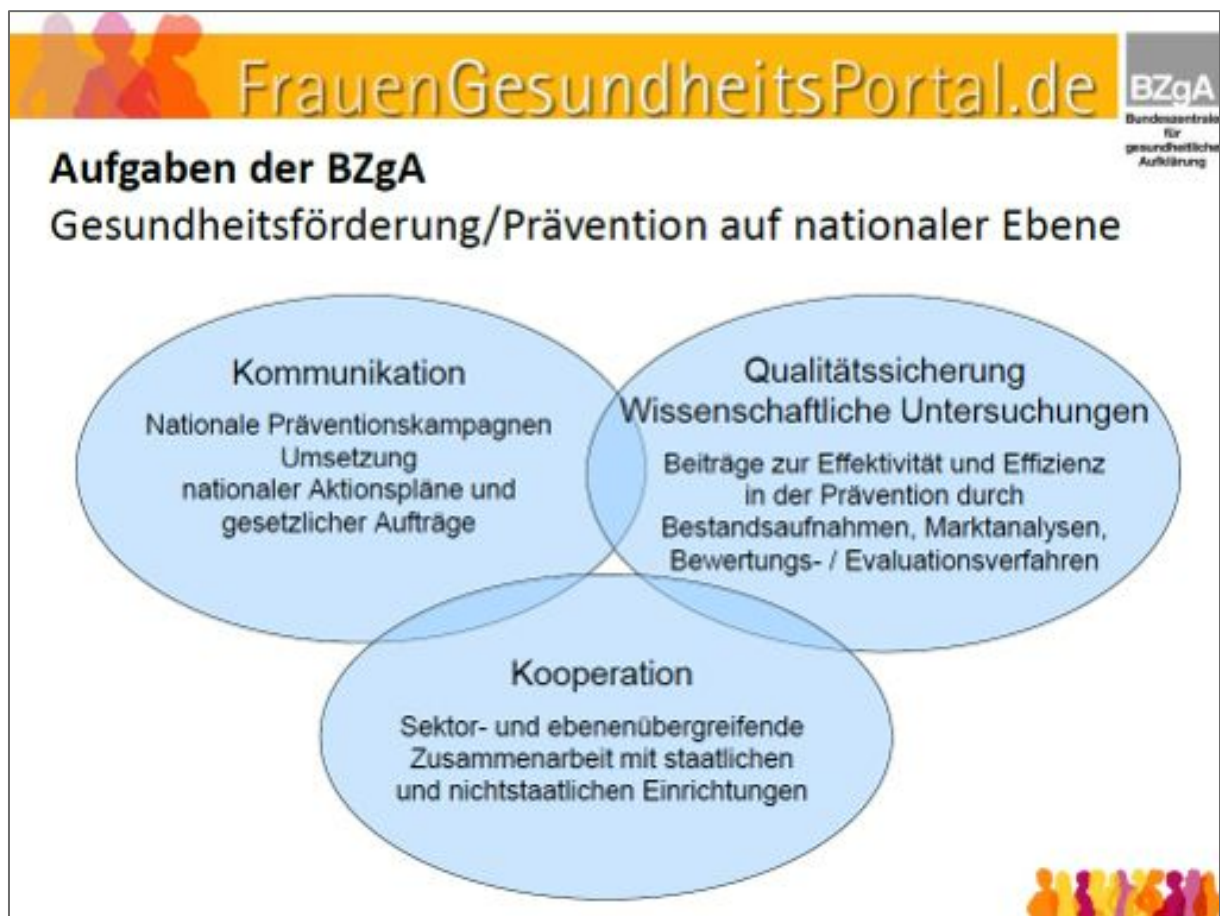 FrauenGesundheitsPortal.de
BZgA
Bundeszentrale
für
gesundheitliche
Aufklärung
Aufgaben der BZgA
Gesundheitsförderung/Prävention auf nationaler Ebene
Kommunikation
Nationale Präventionskampagnen
Umsetzung
nationaler Aktionspläne und
gesetzlicher Aufträge
Qualitätssicherung
Wissenschaftliche Untersuchungen
Beiträge zur Effektivität und Effizienz
in der Prävention durch
Bestandsaufnahmen, Marktanalysen,
Bewertungs- / Evaluationsverfahren
Kooperation
Sektor- und ebenenübergreifende
Zusammenarbeit mit staatlichen
und nichtstaatlichen Einrichtungen